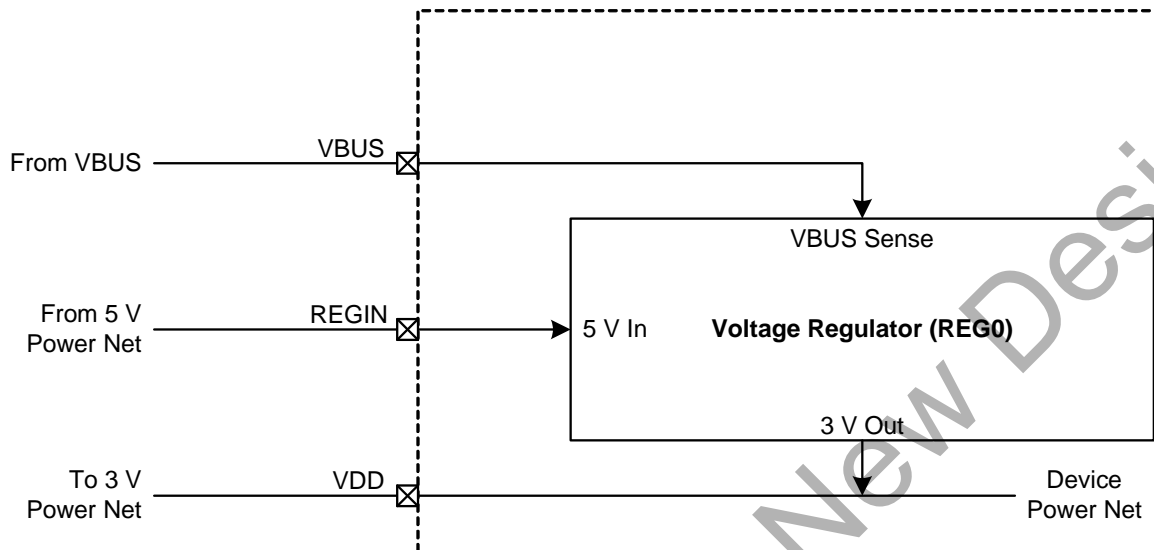 From VBUS
VBUS
VBUS Sense
From 5 V
Power Net
REGIN
5 V In
Voltage Regulator (REG0)
3 V Out
To 3 V
Power Net
VDD
Device
Power Net
New Desi